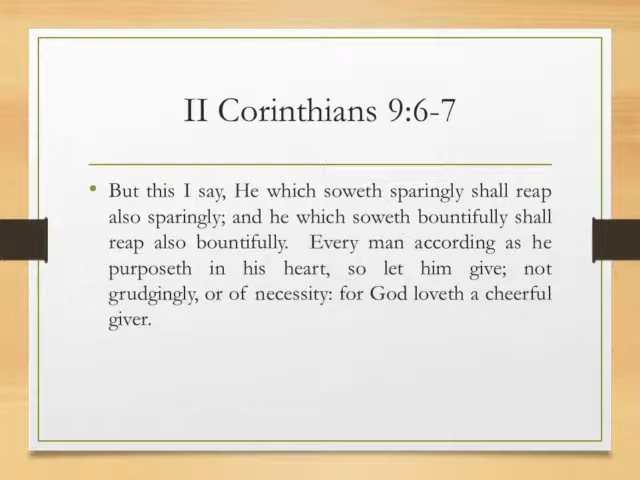 II Corinthians 9:6-7
• But this I say, He which soweth sparingly shall reap
also sparingly; and he which soweth bountifully shall
reap also bountifully.  Every man according as he
purposeth in his heart, so let him give; not
grudgingly, or of necessity: for God loveth a cheerful
giver.